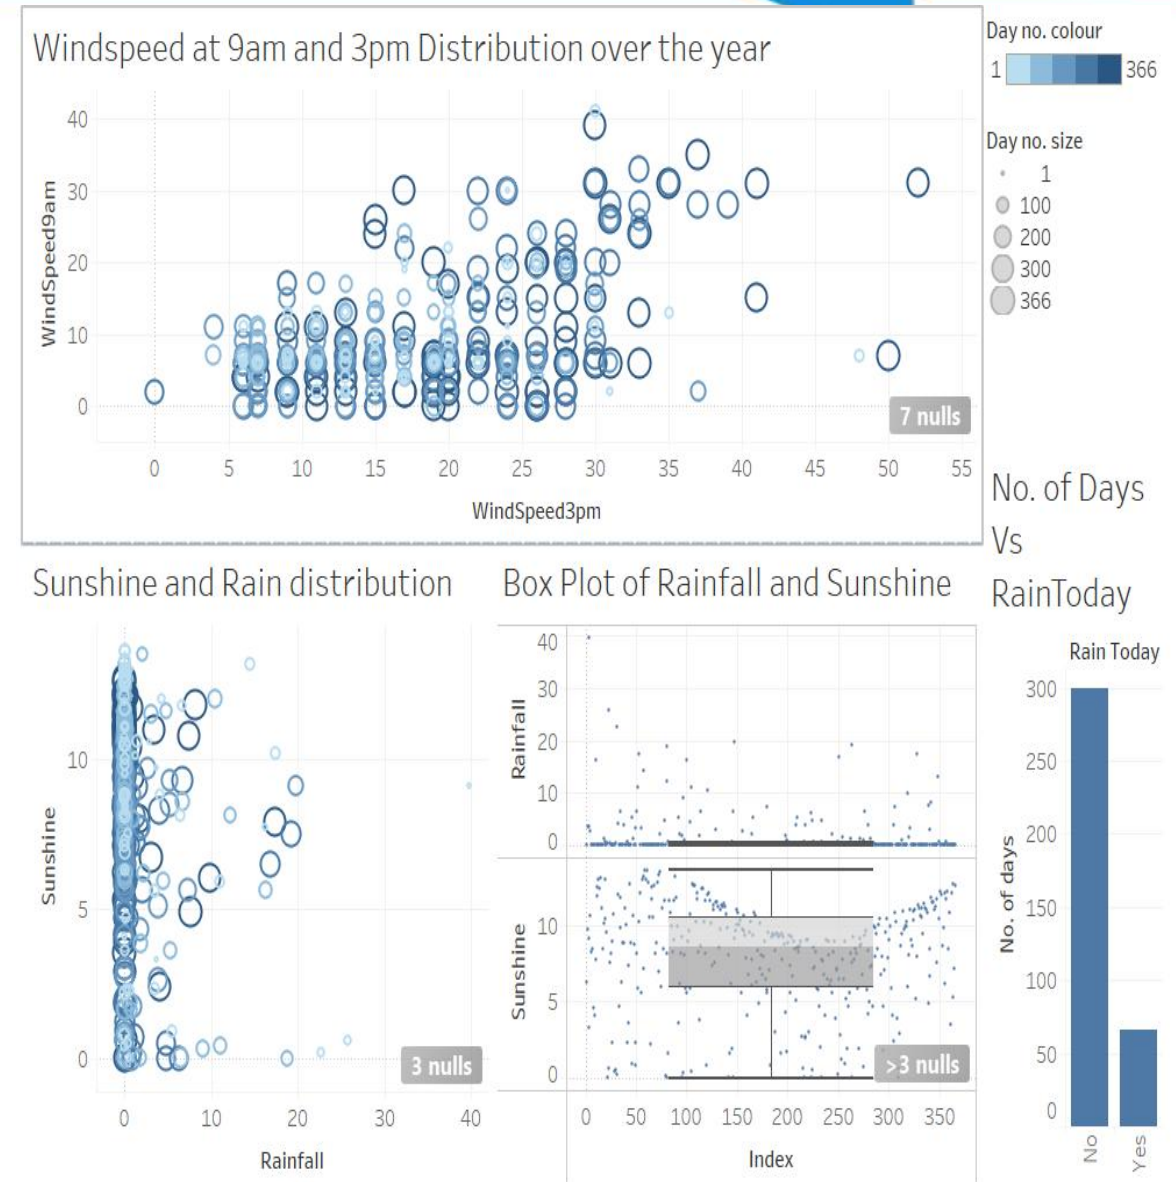 Windspeed at 9am and 3pm Distribution over the year
WindSpeed9am
40
30
20
10
0
7 nulls
0 5 10 15 20 25 30 35 40 45 50 55
WindSpeed3pm
Day no. colour
1 366
Day no. size
1
100
200
300
366
Sunshine and Rain distribution
Sunshine
10
5
0
3 nulls
0 10 20 30 40
Rainfall
Box Plot of Rainfall and Sunshine
Rainfall
40
30
20
10
0
Sunshine
10
5
0
>3 nulls
0 50 100 150 200 250 300 350
Index
No. of Days
Vs
RainToday
Rain Today
No. of days
300
250
200
150
100
50
0
No
Yes